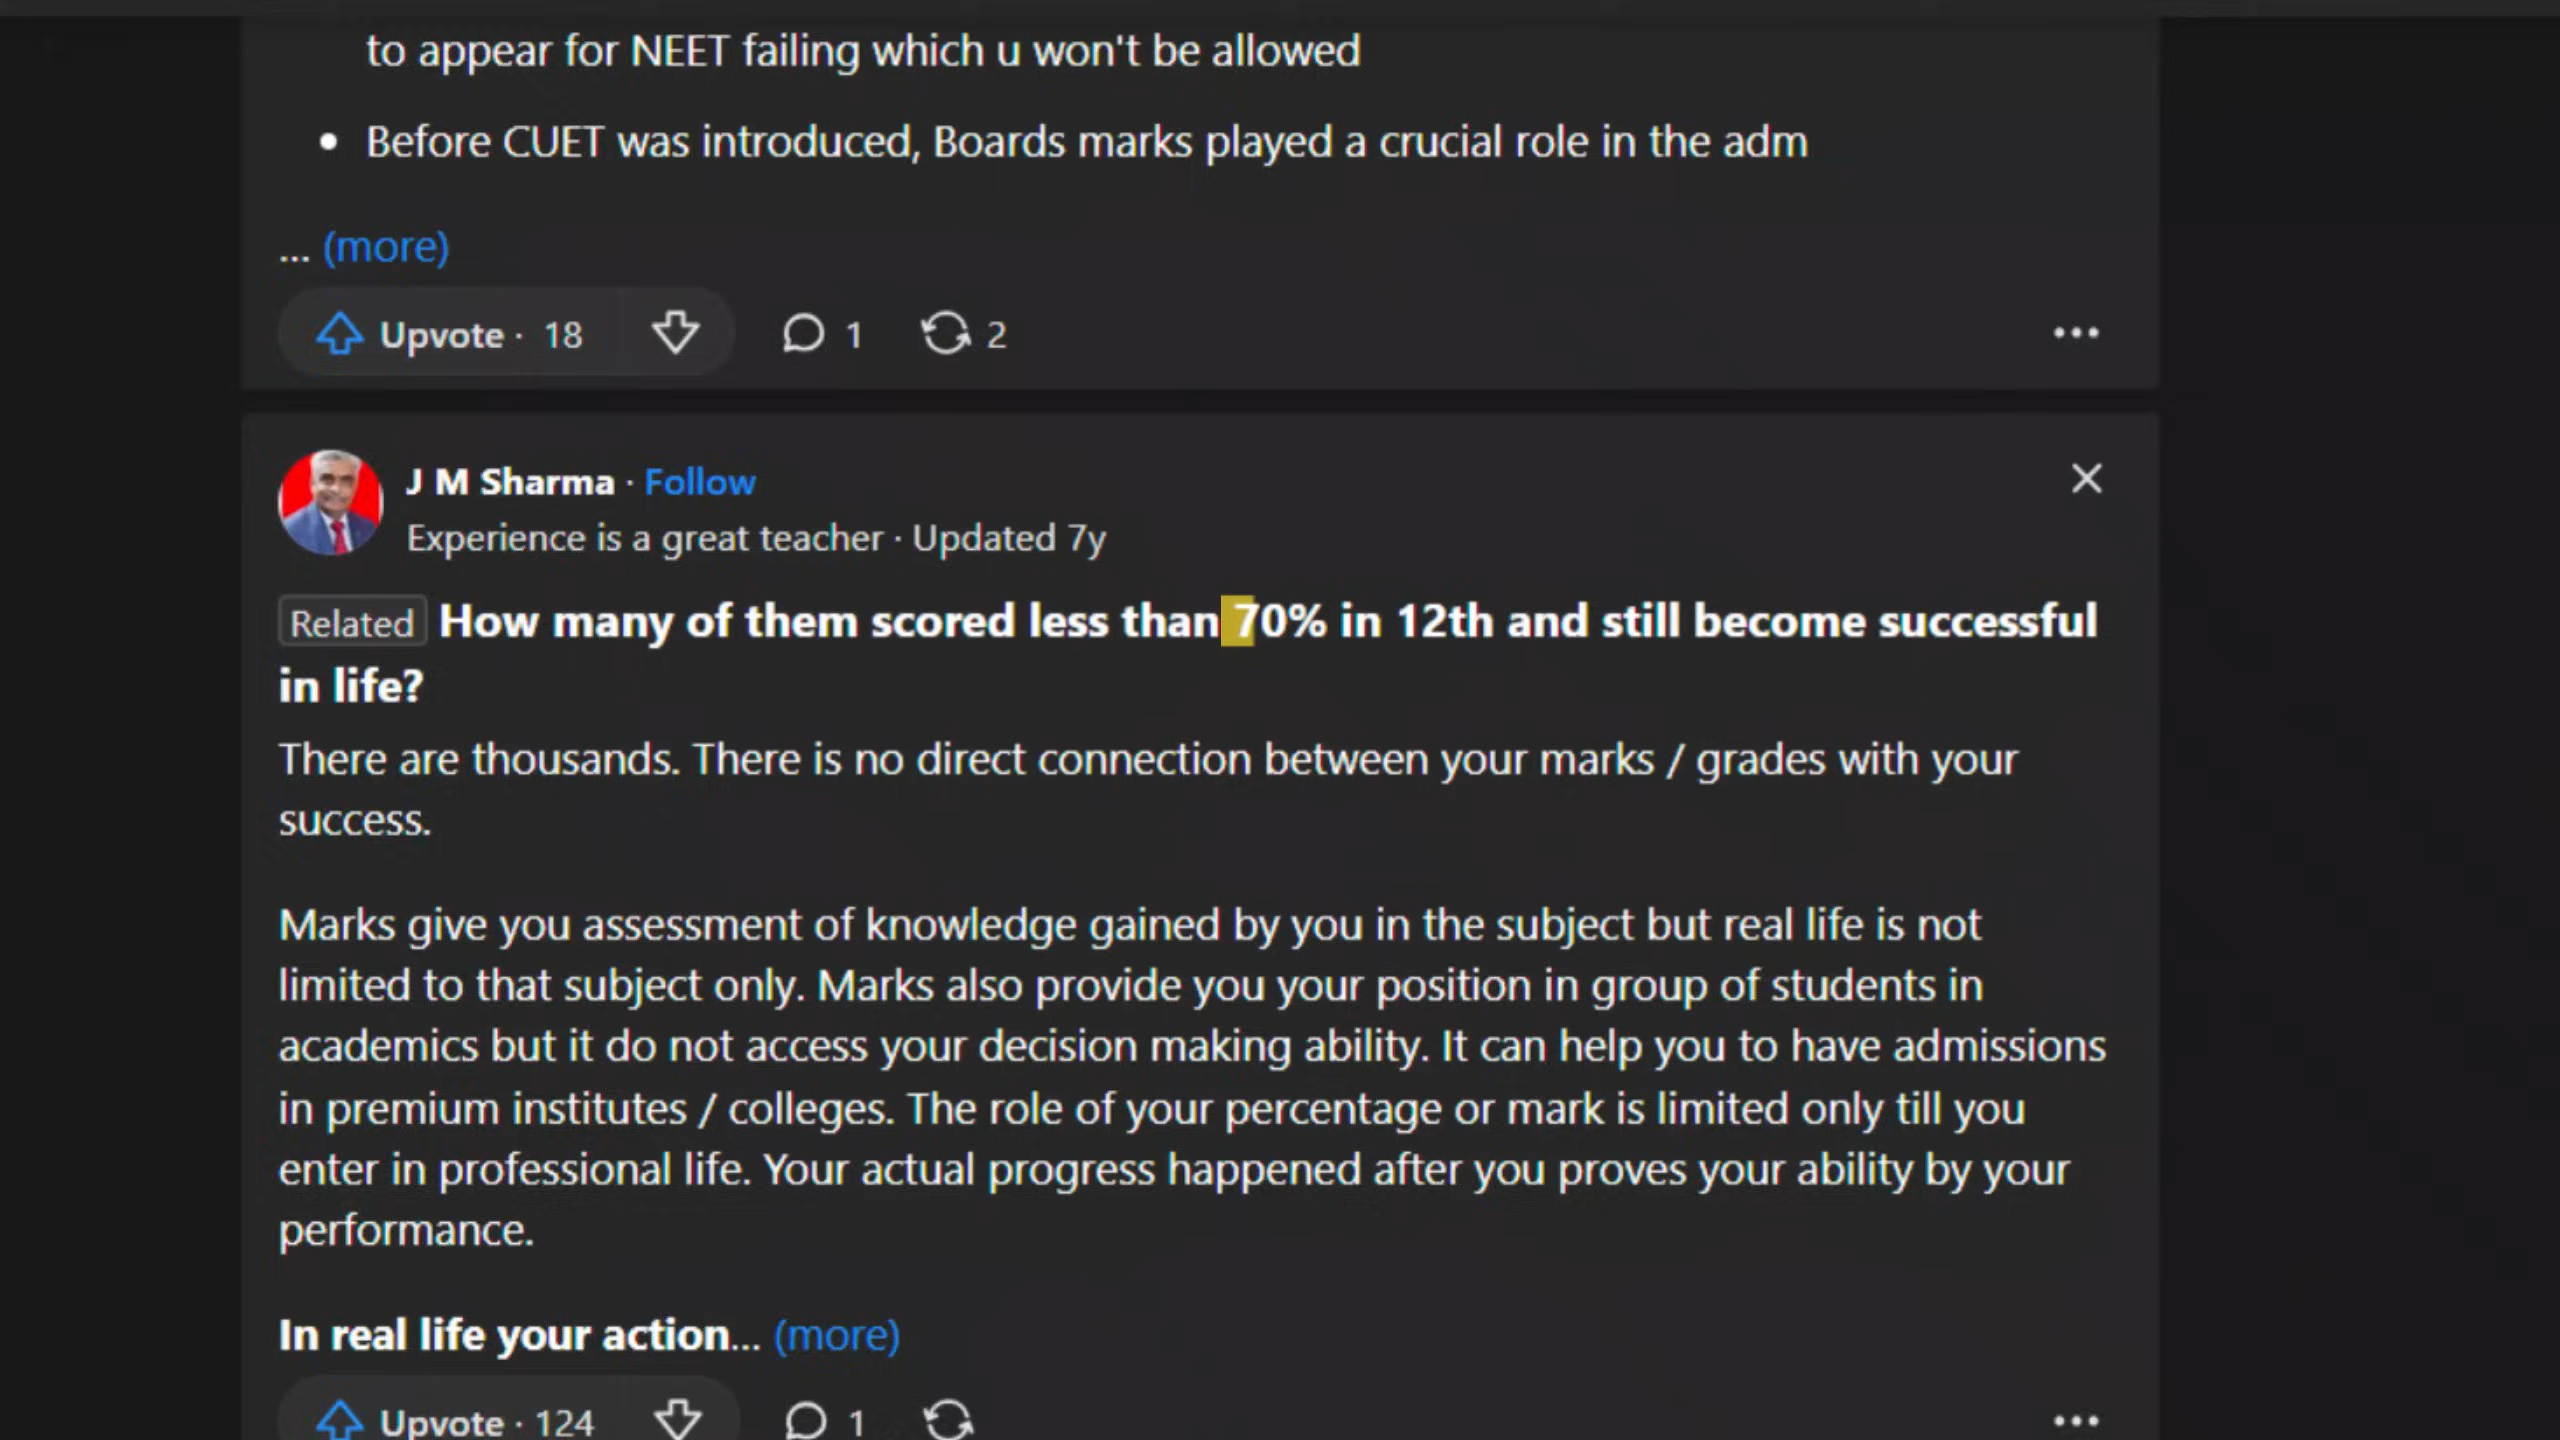 to appear for NEET failing which u won't be allowed
• Before CUET was introduced, Boards marks played a crucial role in the adm
... (more)
Upvote · 18 1 2
J M Sharma · Follow
Experience is a great teacher · Updated 7y
Related How many of them scored less than 70% in 12th and still become successful
in life?
There are thousands. There is no direct connection between your marks / grades with your
success.
Marks give you assessment of knowledge gained by you in the subject but real life is not
limited to that subject only. Marks also provide you your position in group of students in
academics but it do not access your decision making ability. It can help you to have admissions
in premium institutes / colleges. The role of your percentage or mark is limited only till you
enter in professional life. Your actual progress happened after you proves your ability by your
performance.
In real life your action... (more)
Upvote · 124 1